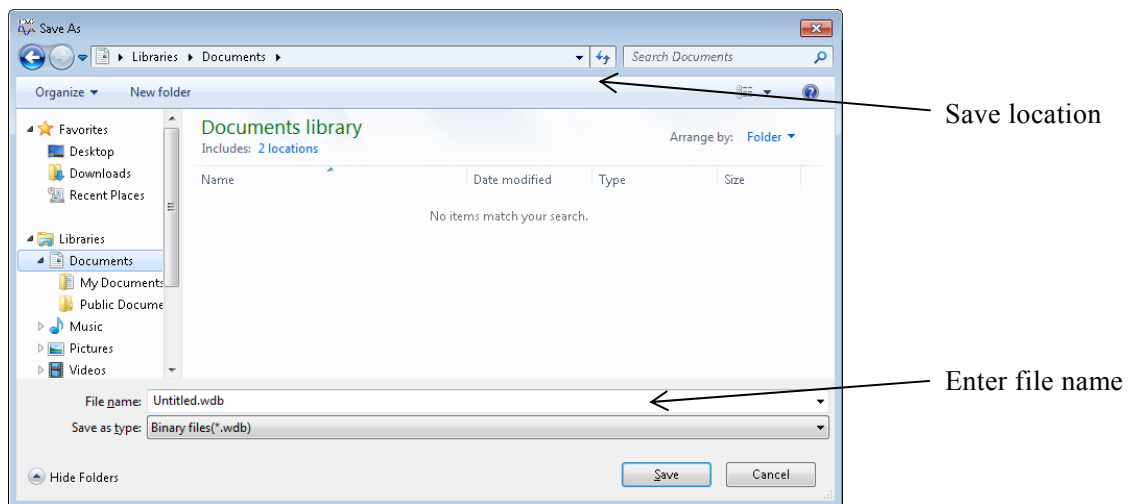 Save As
Libraries Documents
Search Documents
Organize New folder
Save location
Favorites
Desktop
Downloads
Recent Places
Libraries
Documents
My Documents
Public Docume
Music
Pictures
Videos
Documents library
Includes: 2 locations
Arrange by: Folder
Name Date modified Type Size
No items match your search.
File name: Untitled.wdb
Enter file name
Save as type: Binary files(*.wdb)
Hide Folders
Save Cancel